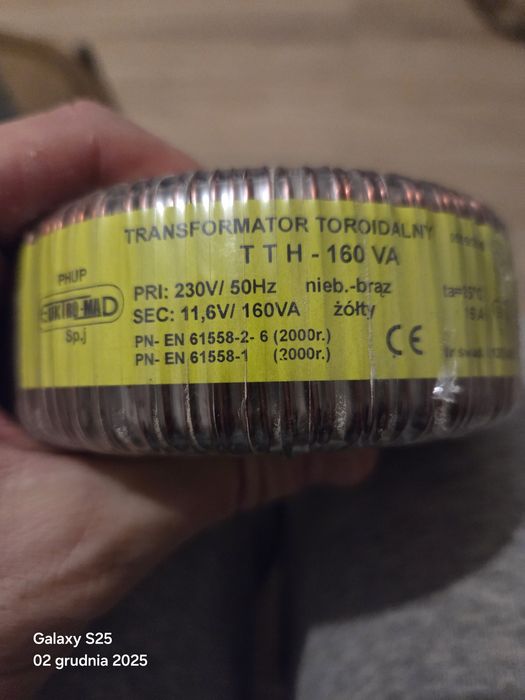 TRANSFORMATOR TOROIDALNY
TTH - 160 VA
PHUP
Sp.j
PRI: 230V/ 50Hz nieb.-brąz
SEC: 11,6V/ 160VA żółty
PN- EN 61558-2- 6 (2000r.)
PN- EN 61558-1 (2000r.)
CE
Galaxy S25
02 grudnia 2025